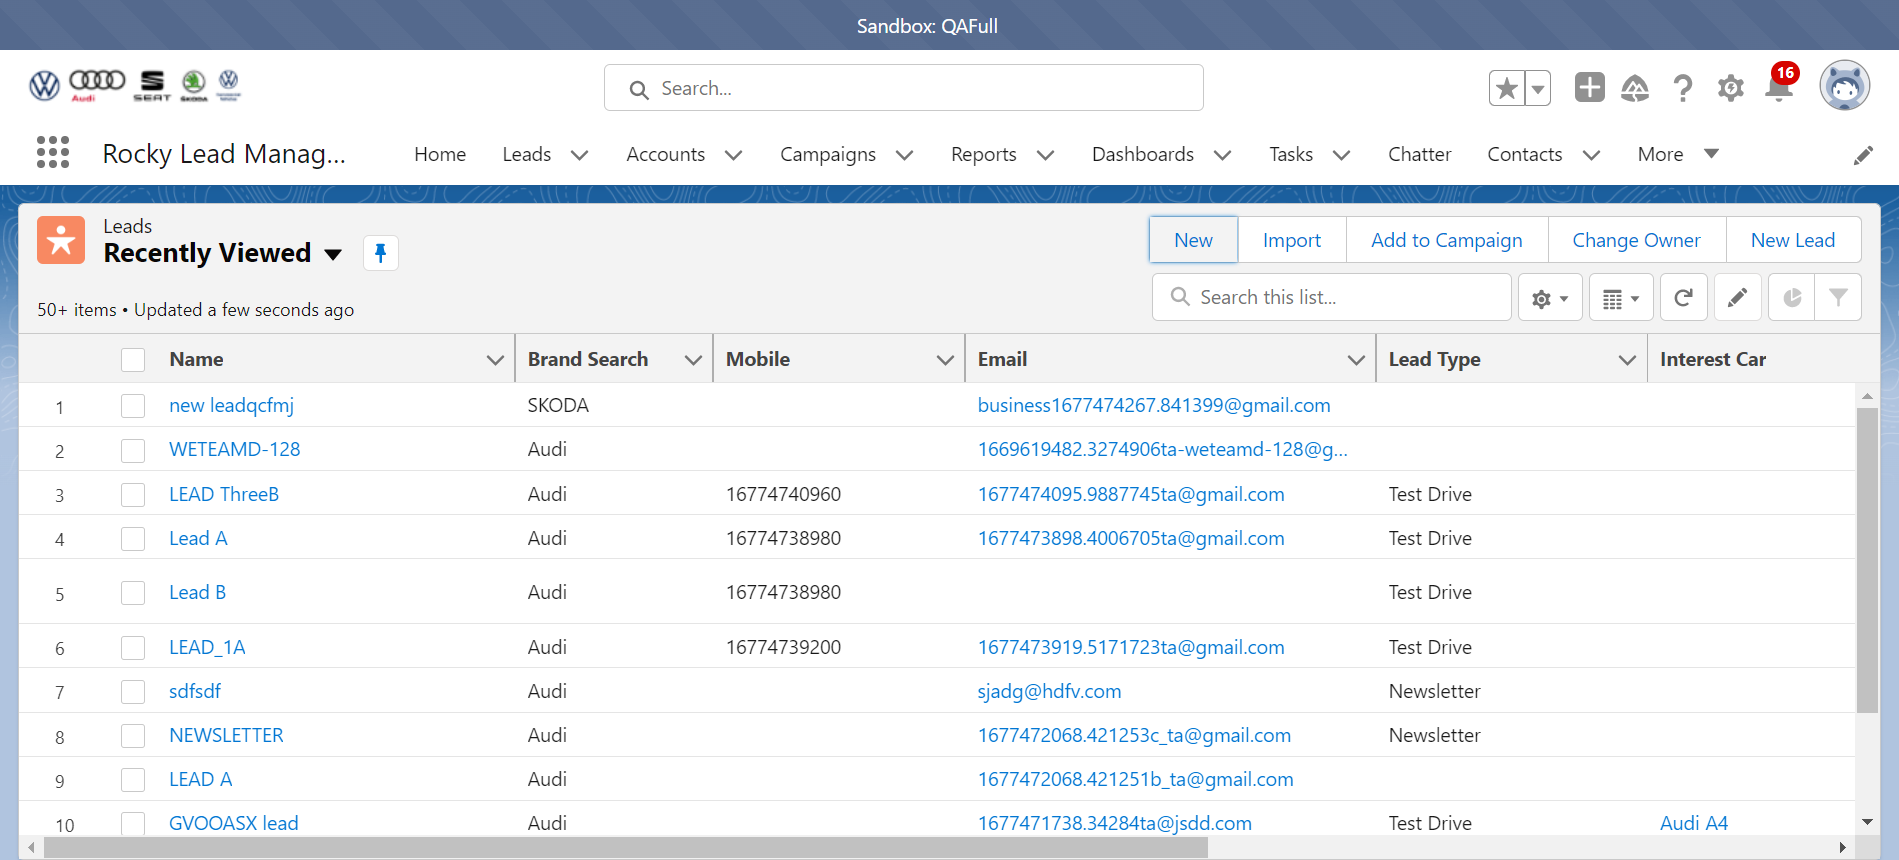 Sandbox: QAFull
Audi SEAT SKODA
Search...
16
Rocky Lead Manag... Home Leads Accounts Campaigns Reports Dashboards Tasks Chatter Contacts More
Leads
Recently Viewed
New Import Add to Campaign Change Owner New Lead
50+ items • Updated a few seconds ago
Search this list...
Name Brand Search Mobile Email Lead Type Interest Car
1 new leadqcfmj SKODA business1677474267.841399@gmail.com
2 WETEAMD-128 Audi 1669619482.3274906ta-weteamd-128@g...
3 LEAD ThreeB Audi 16774740960 1677474095.9887745ta@gmail.com Test Drive
4 Lead A Audi 16774738980 1677473898.4006705ta@gmail.com Test Drive
5 Lead B Audi 16774738980 Test Drive
6 LEAD_1A Audi 16774739200 1677473919.5171723ta@gmail.com Test Drive
7 sdfsdf Audi sjadg@hdfv.com Newsletter
8 NEWSLETTER Audi 1677472068.421253c_ta@gmail.com Newsletter
9 LEAD A Audi 1677472068.421251b_ta@gmail.com
10 GVOOASX lead Audi 1677471738.34284ta@jsdd.com Test Drive Audi A4